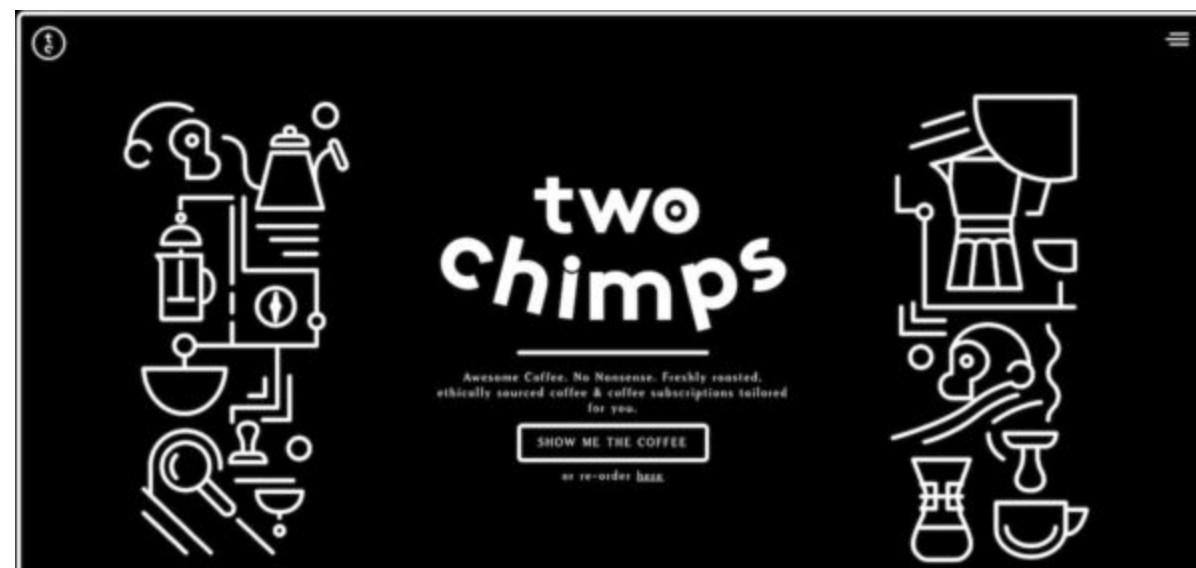 tc
two
chimps
Awesome Coffee. No Nonsense. Freshly roasted,
ethically sourced coffee & coffee subscriptions tailored
for you.
SHOW ME THE COFFEE
or re-order here